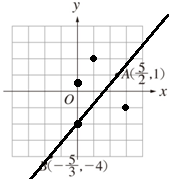 y
A(5/2, 1)
O
x
B(-5/3, -4)